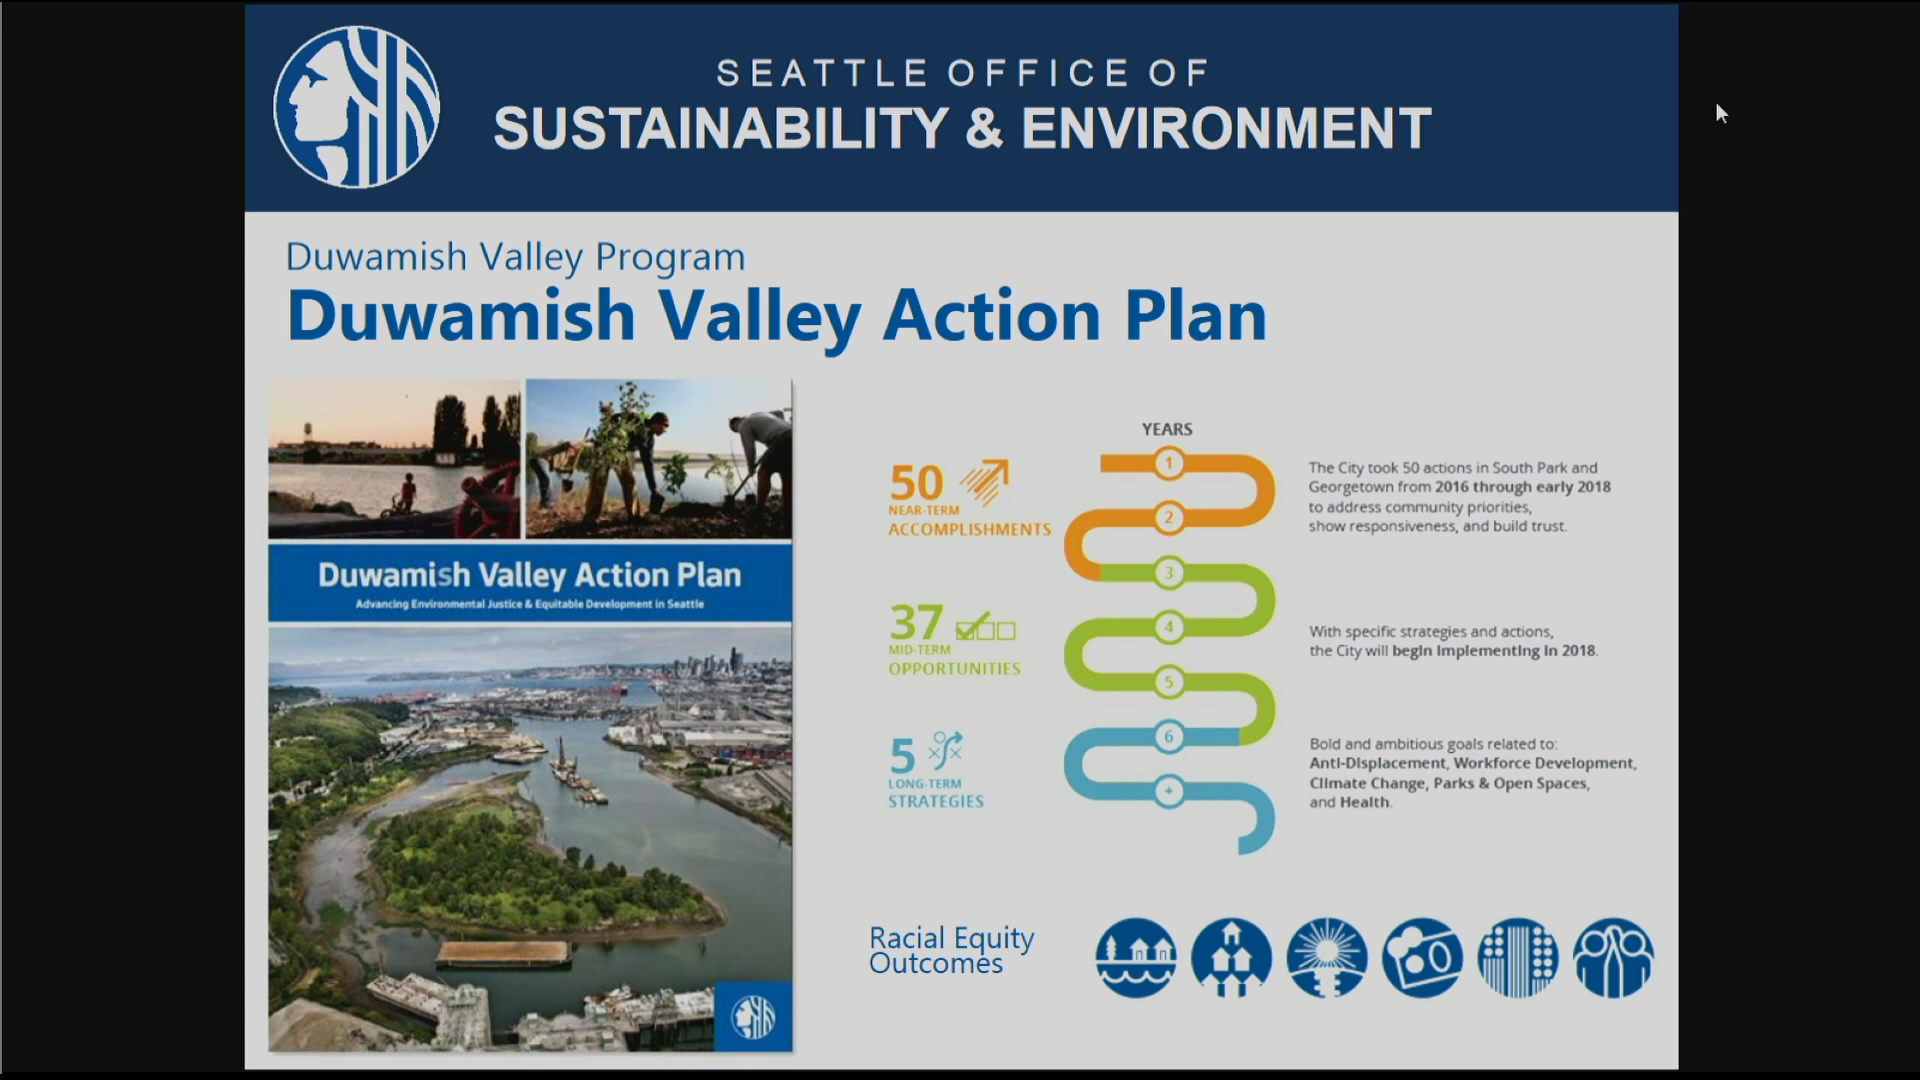 SEATTLE OFFICE OF
SUSTAINABILITY & ENVIRONMENT
Duwamish Valley Program
Duwamish Valley Action Plan
Duwamish Valley Action Plan
Advancing Environmental Justice & Equitable Development in Seattle
YEARS
50
NEAR-TERM
ACCOMPLISHMENTS
1
2
The City took 50 actions in South Park and
Georgetown from 2016 through early 2018
to address community priorities,
show responsiveness, and build trust.
37
MID-TERM
OPPORTUNITIES
3
4
5
With specific strategies and actions,
the City will begin implementing in 2018.
5
LONG-TERM
STRATEGIES
6
+
Bold and ambitious goals related to:
Anti-Displacement, Workforce Development,
Climate Change, Parks & Open Spaces,
and Health.
Racial Equity
Outcomes